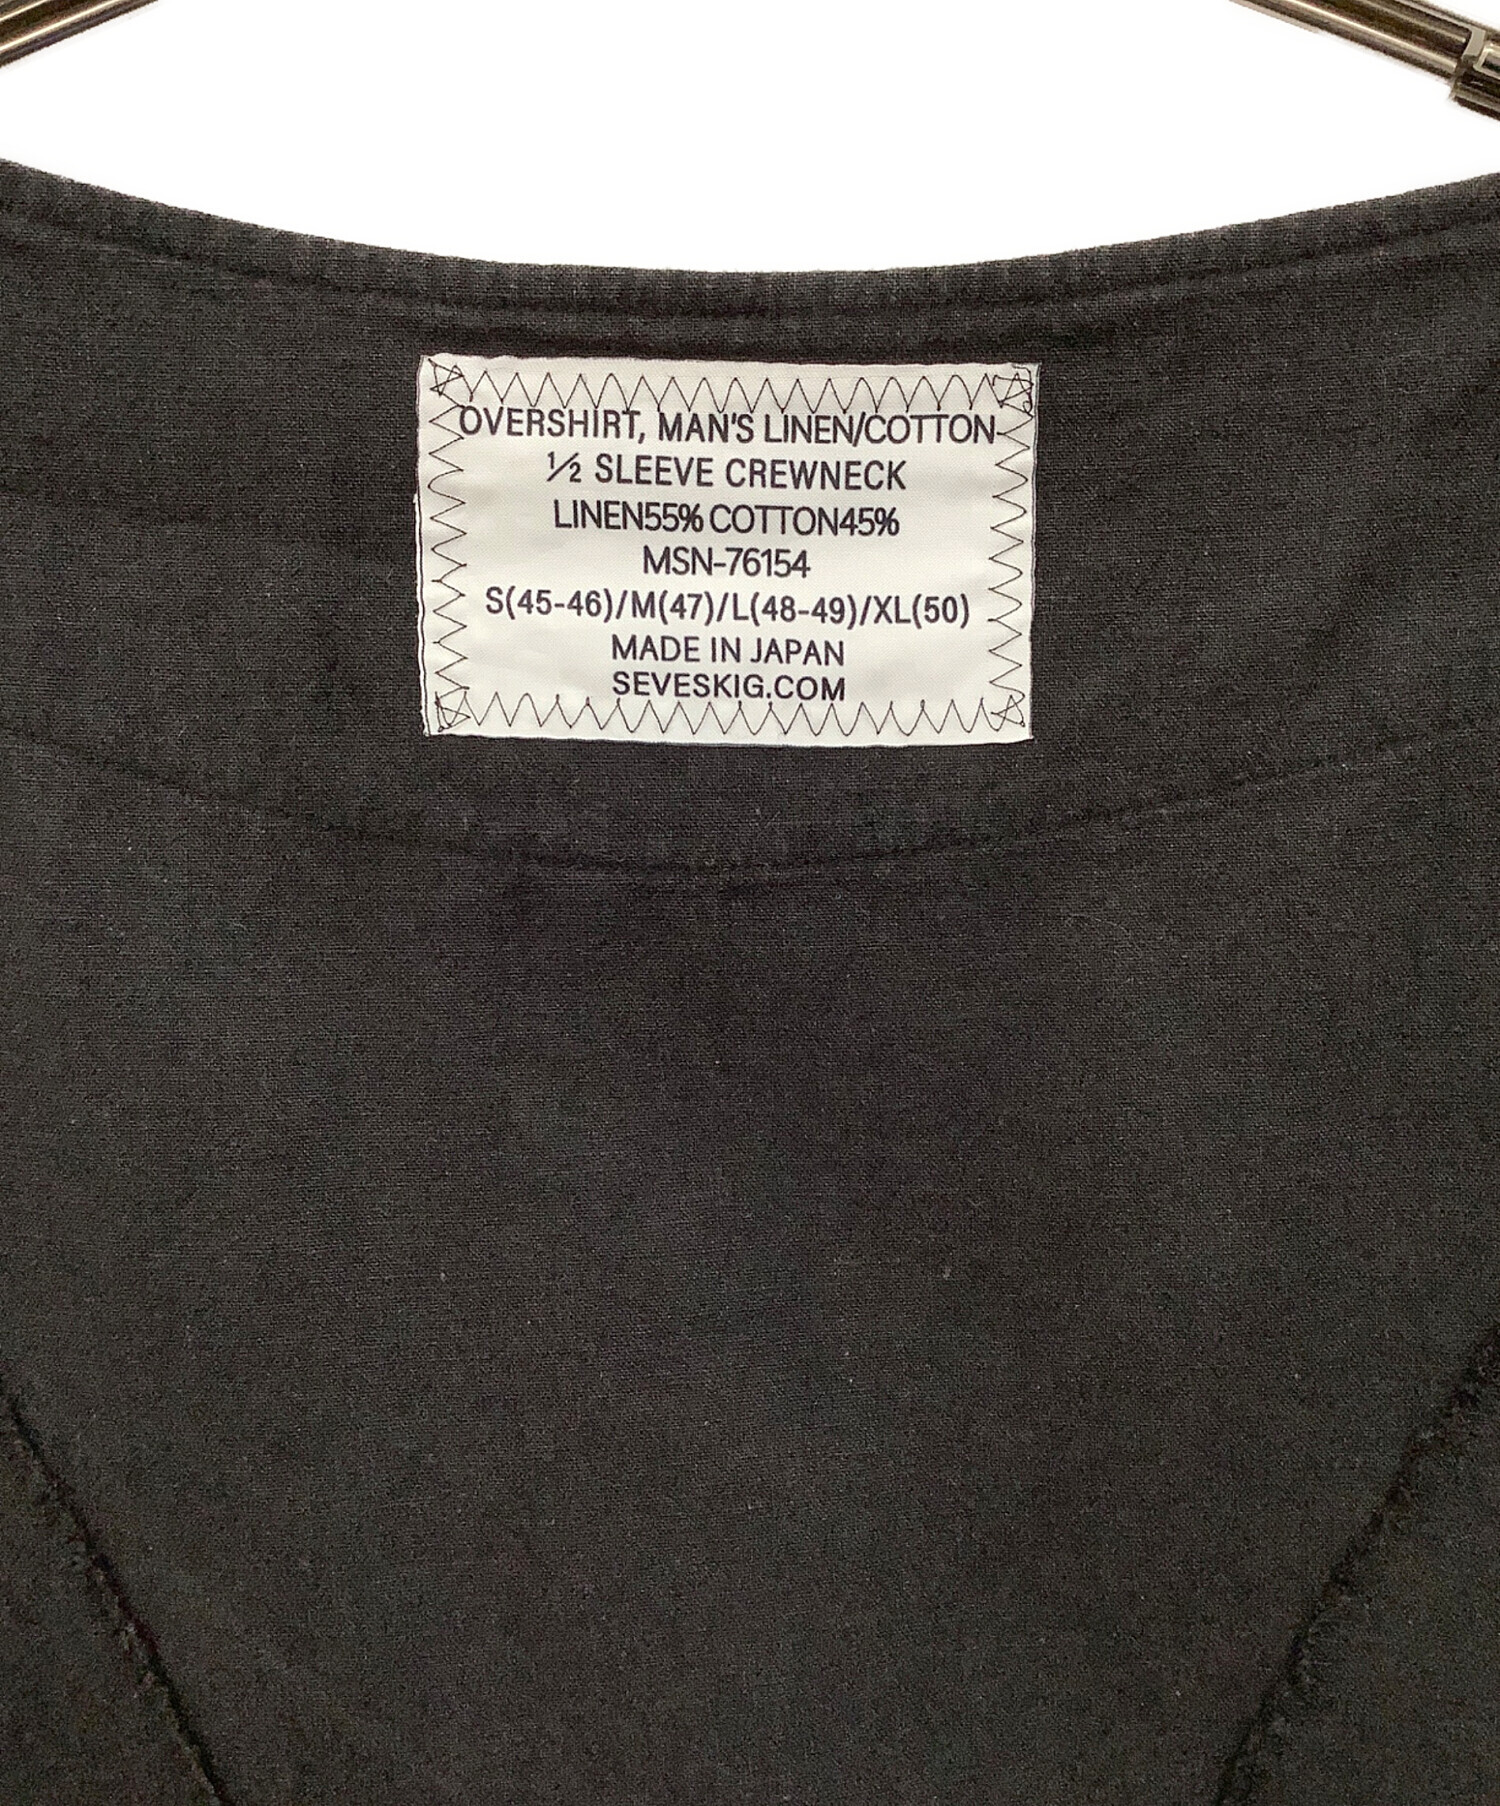 OVERSHIRT, MAN'S LINEN/COTTON
½ SLEEVE CREWNECK
LINEN55% COTTON45%
MSN-76154
S(45-46)/M(47)/L(48-49)/XL(50)
MADE IN JAPAN
SEVESKIG.COM